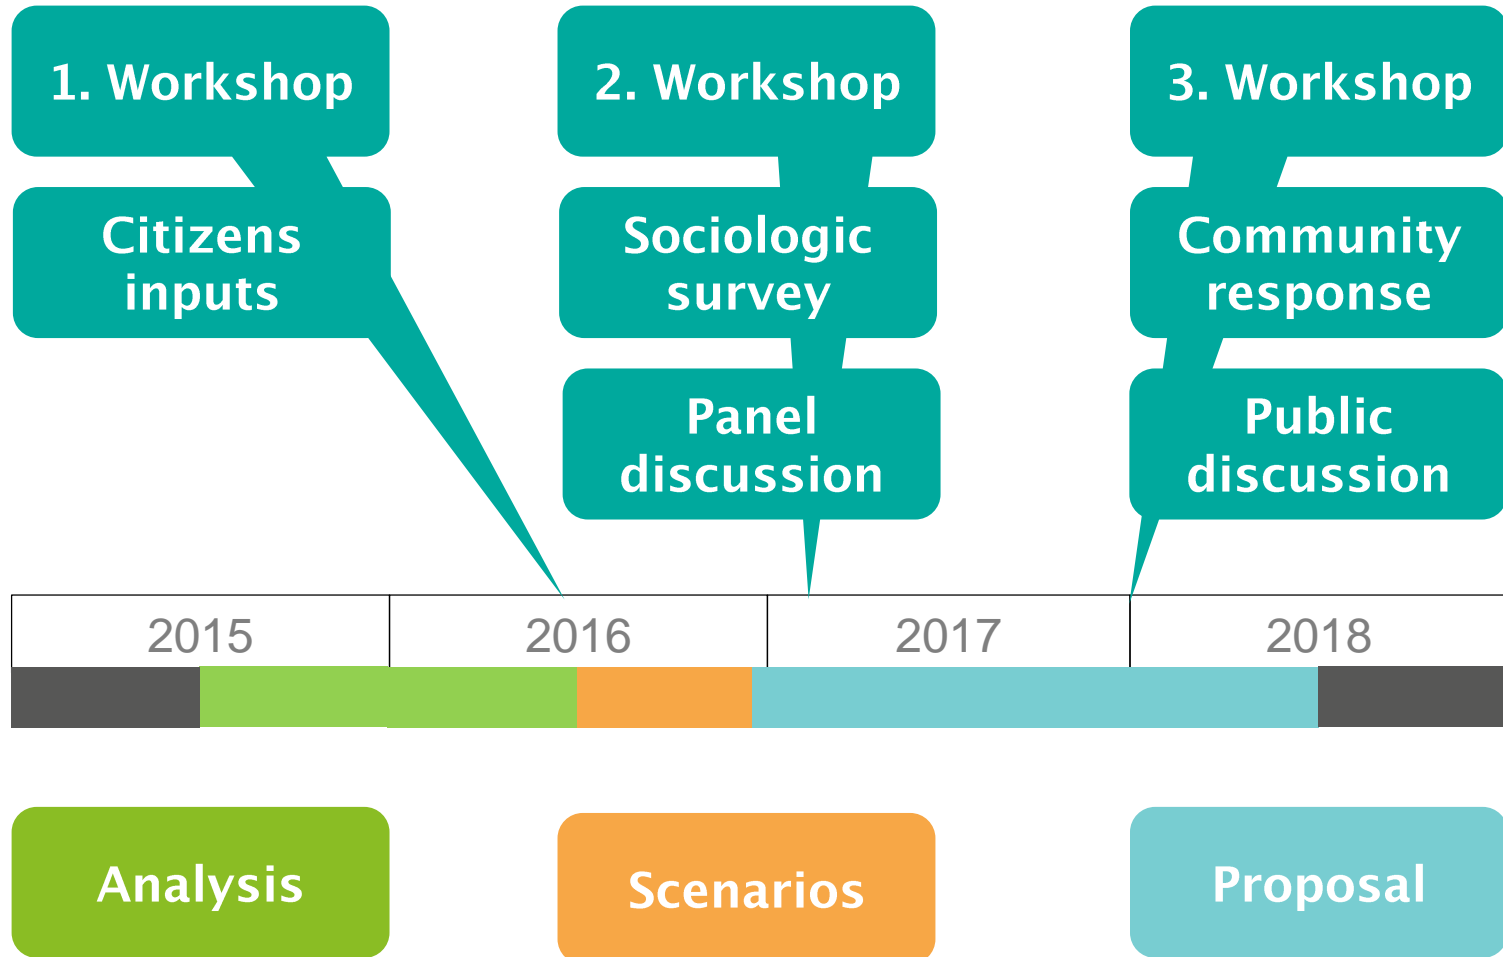 1. Workshop
2. Workshop
3. Workshop
Citizens
inputs
Sociologic
survey
Community
response
Panel
discussion
Public
discussion
2015
2016
2017
2018
Analysis
Scenarios
Proposal